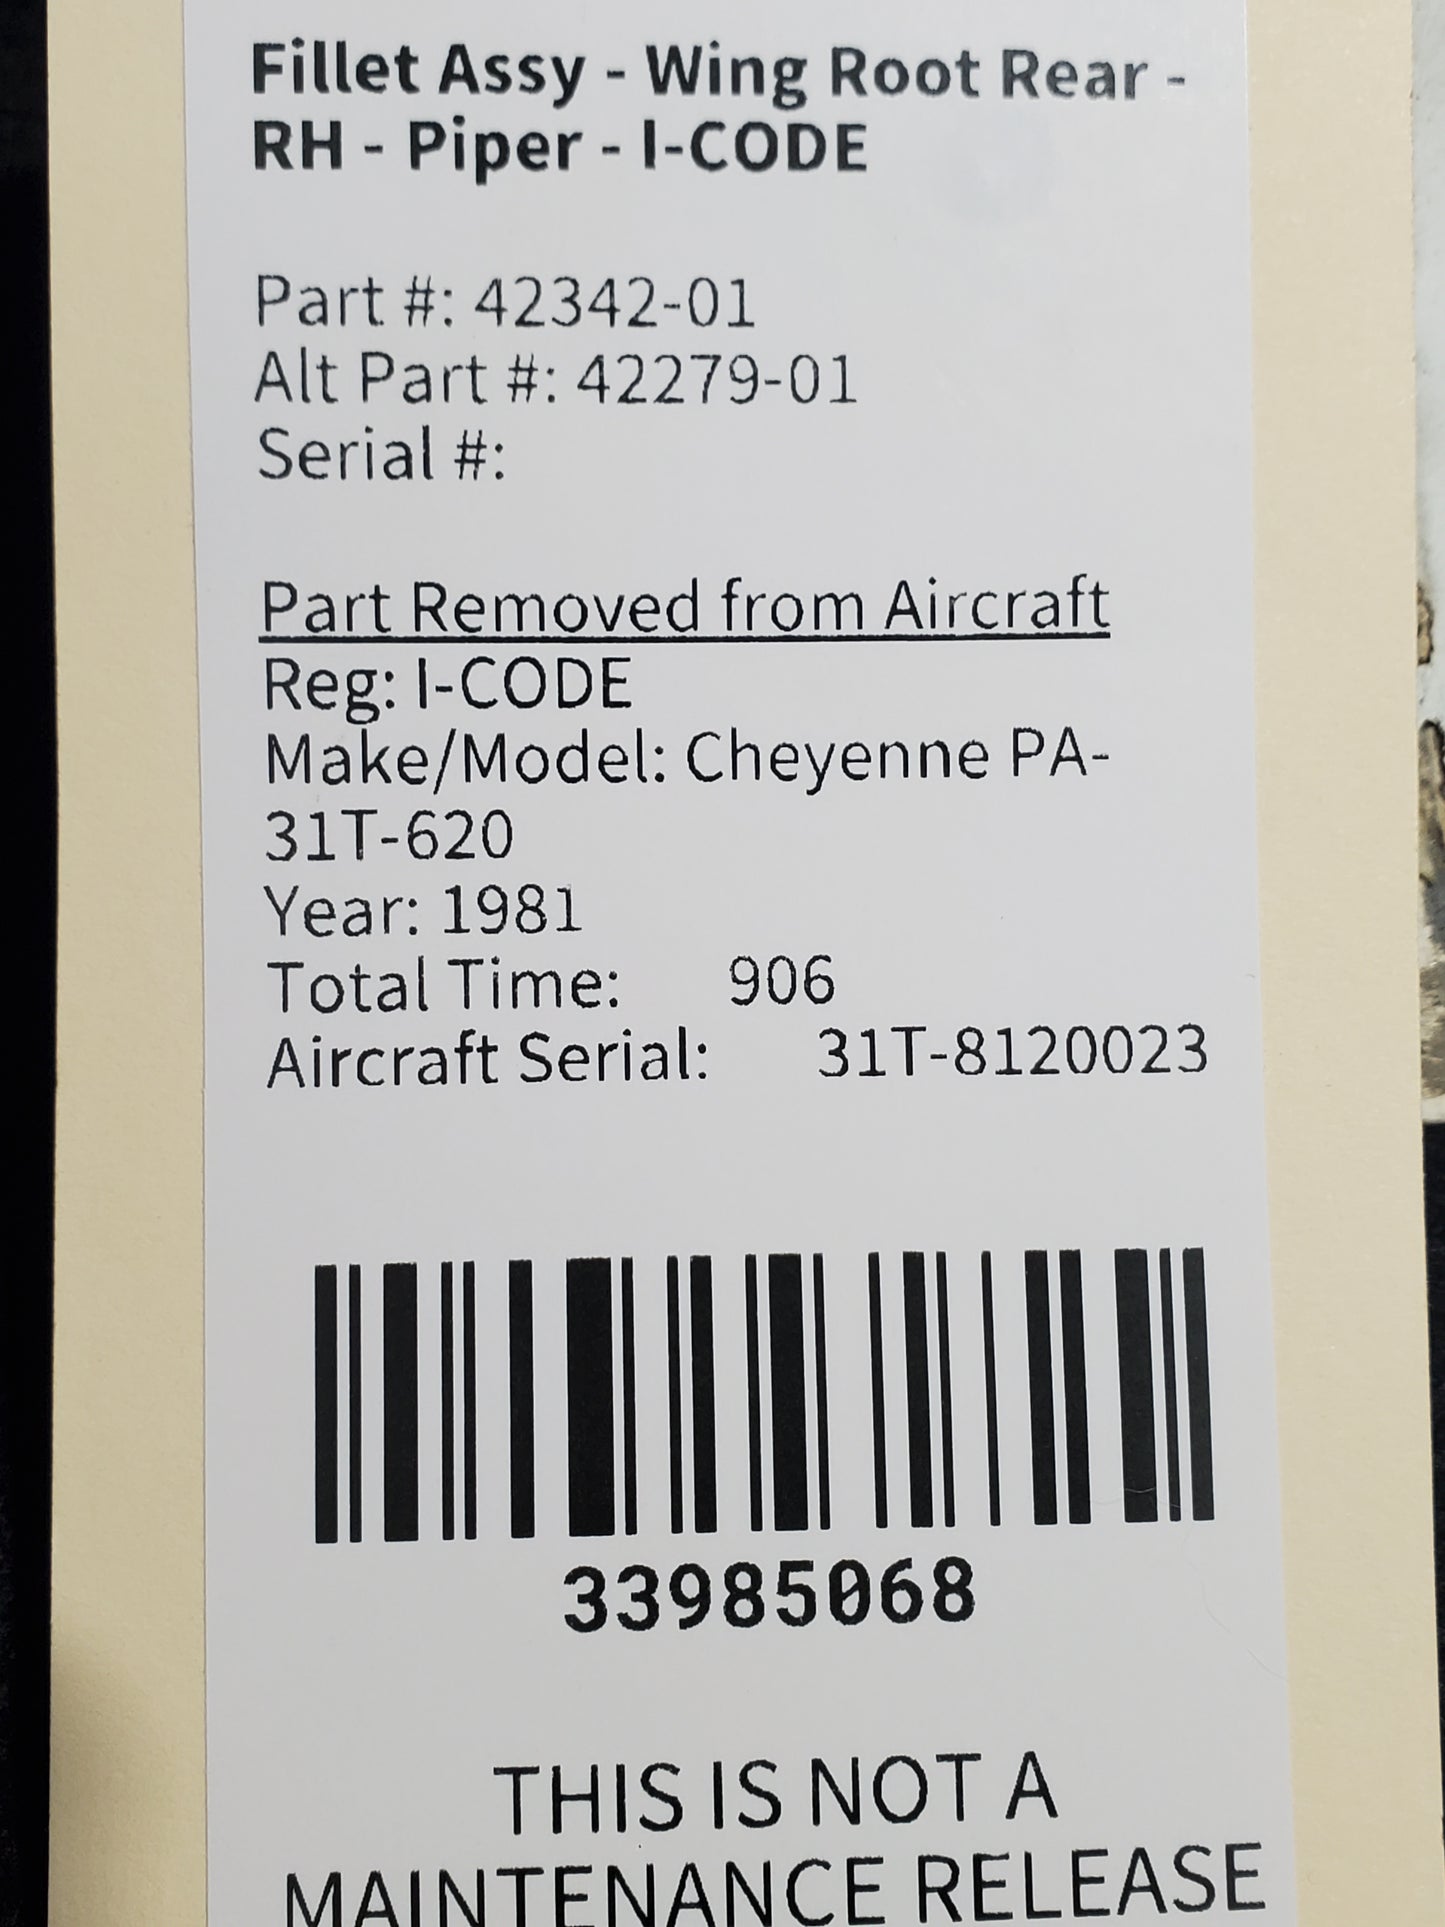 Fillet Assy - Wing Root Rear -
RH - Piper - I-CODE
Part #: 42342-01
Alt Part #: 42279-01
Serial #:
Part Removed from Aircraft
Reg: I-CODE
Make/Model: Cheyenne PA-
31T-620
Year: 1981
Total Time: 906
Aircraft Serial: 31T-8120023
33985068
THIS IS NOT A
MAINTENANCE RELEASE